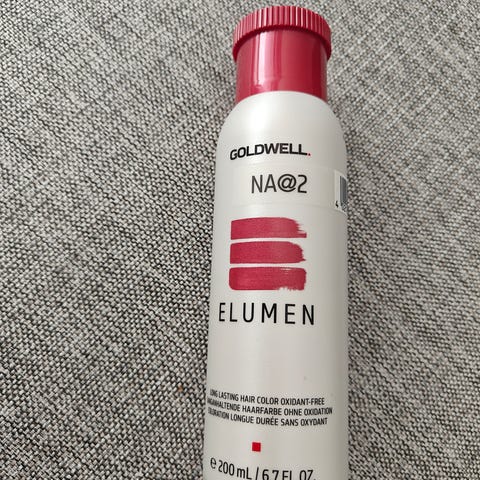 GOLDWELL.
NA@2
ELUMEN
LONG LASTING HAIR COLOR OXIDANT-FREE
LANGANHALTENDE HAARFARBE OHNE OXIDATION
COLORATION LONGUE DURÉE SANS OXYDANT
e 200 mL / 6.7 FL. OZ.